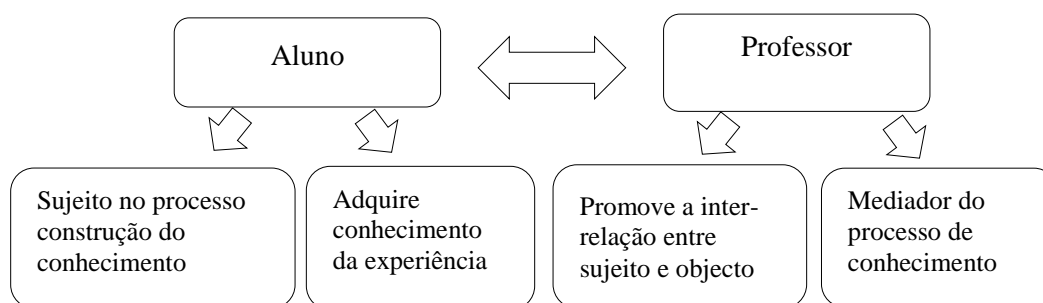 Aluno
Professor
Sujeito no processo
construção do
conhecimento
Adquire
conhecimento
da experiência
Promove a inter-
relação entre
sujeito e objecto
Mediador do
processo de
conhecimento